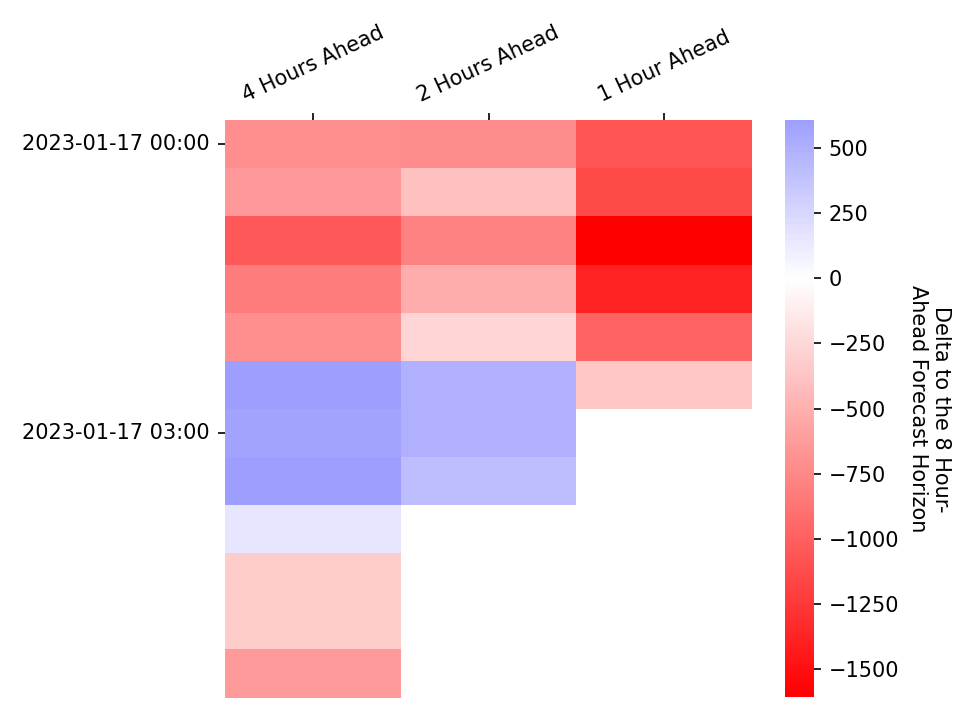 4 Hours Ahead
2 Hours Ahead
1 Hour Ahead
2023-01-17 00:00
2023-01-17 03:00
500
250
0
−250
−500
−750
−1000
−1250
−1500
Delta to the 8 Hour-
Ahead Forecast Horizon